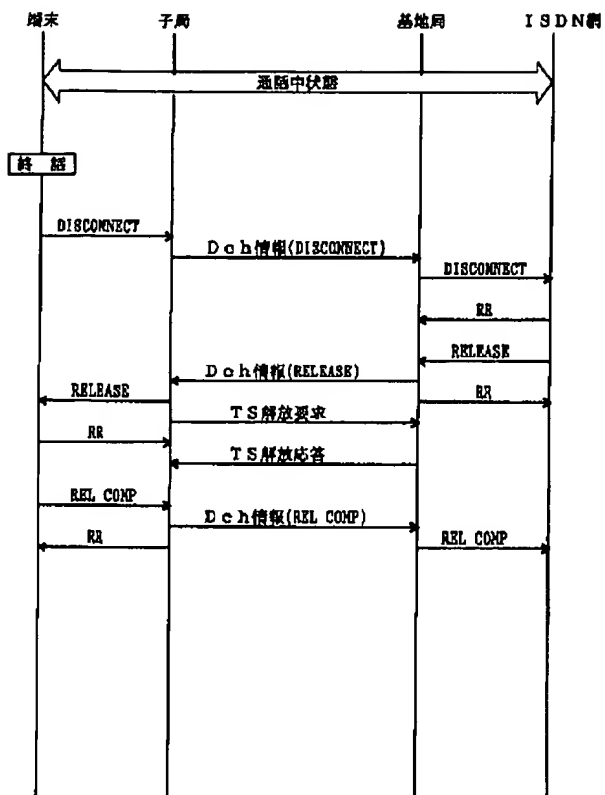 端末 子局 基地局 ISDN網
通話中状態
終 話
DISCONNECT
Dch情報(DISCONNECT)
DISCONNECT
RR
RELEASE
Dch情報(RELEASE)
RELEASE
RR
TS解放要求
RR
TS解放応答
REL COMP
Dch情報(REL COMP)
RR
REL COMP